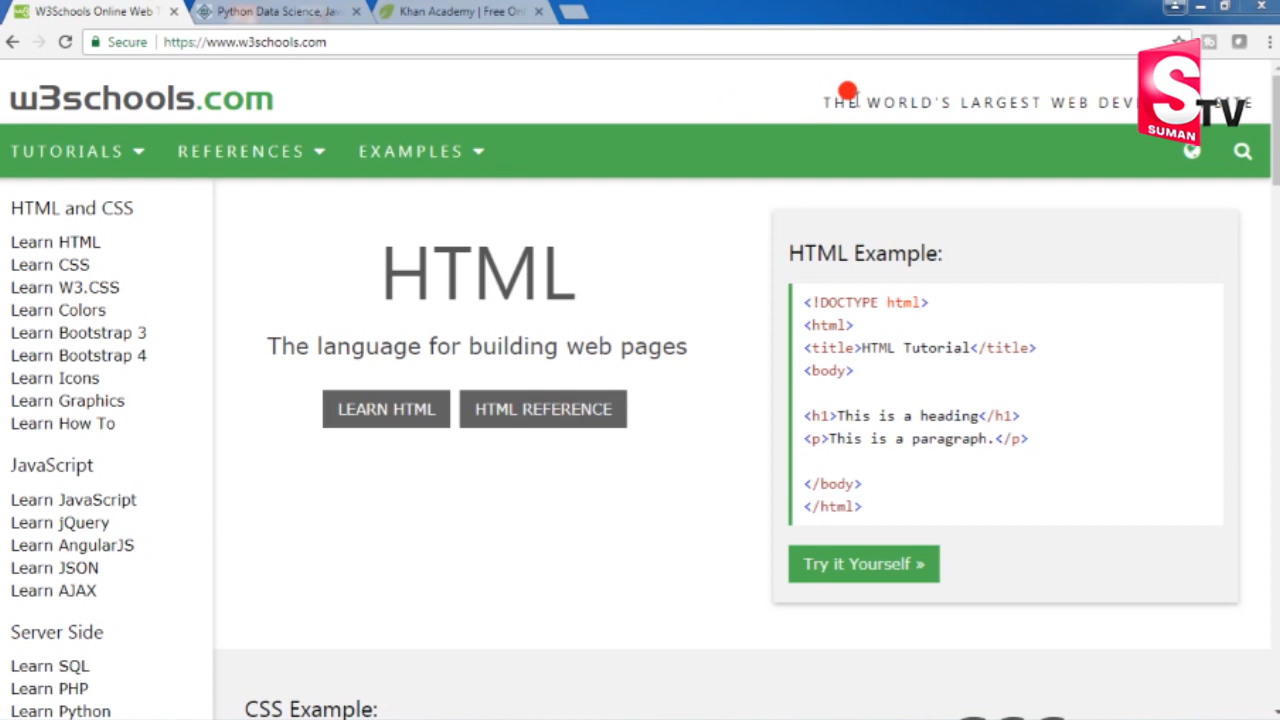 W3Schools Online Web T
Python Data Science, Jav
Khan Academy | Free Onl
Secure
https://www.w3schools.com
w3schools.com
THE WORLD'S LARGEST WEB DEV
SITE
S TV
SUMAN
TUTORIALS
REFERENCES
EXAMPLES
HTML and CSS
Learn HTML
Learn CSS
Learn W3.CSS
Learn Colors
Learn Bootstrap 3
Learn Bootstrap 4
Learn Icons
Learn Graphics
Learn How To
JavaScript
Learn JavaScript
Learn jQuery
Learn AngularJS
Learn JSON
Learn AJAX
Server Side
Learn SQL
Learn PHP
Learn Python
HTML
The language for building web pages
LEARN HTML
HTML REFERENCE
HTML Example:
<!DOCTYPE html>
<html>
<title>HTML Tutorial</title>
<body>
<h1>This is a heading</h1>
<p>This is a paragraph.</p>
</body>
</html>
Try it Yourself »
CSS Example: